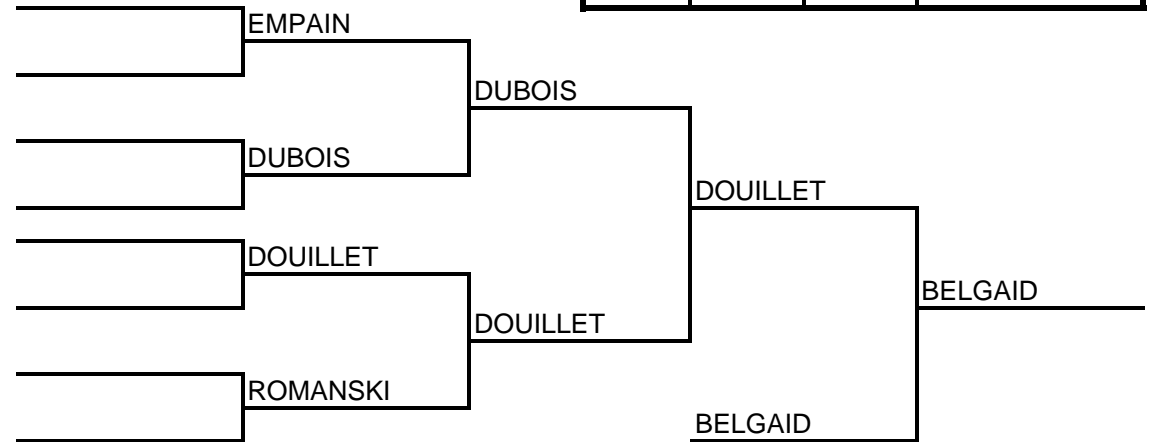 EMPAIN
DUBOIS
DUBOIS
DOUILLET
DOUILLET
BELGAID
DOUILLET
ROMANSKI
BELGAID